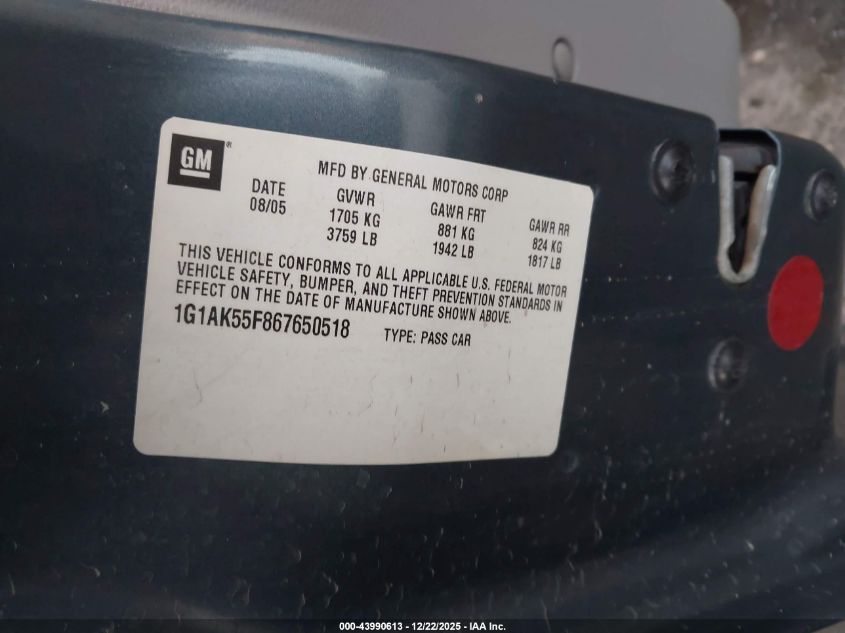 GM®
MFD BY GENERAL MOTORS CORP
DATE GVWR GAWR FRT GAWR RR
08/05 1705 KG 881 KG 824 KG
3759 LB 1942 LB 1817 LB
THIS VEHICLE CONFORMS TO ALL APPLICABLE U.S. FEDERAL MOTOR
VEHICLE SAFETY, BUMPER, AND THEFT PREVENTION STANDARDS IN
EFFECT ON THE DATE OF MANUFACTURE SHOWN ABOVE.
1G1AK55F867650518 TYPE: PASS CAR
000-43990613 - 12/22/2025 - IAA Inc.